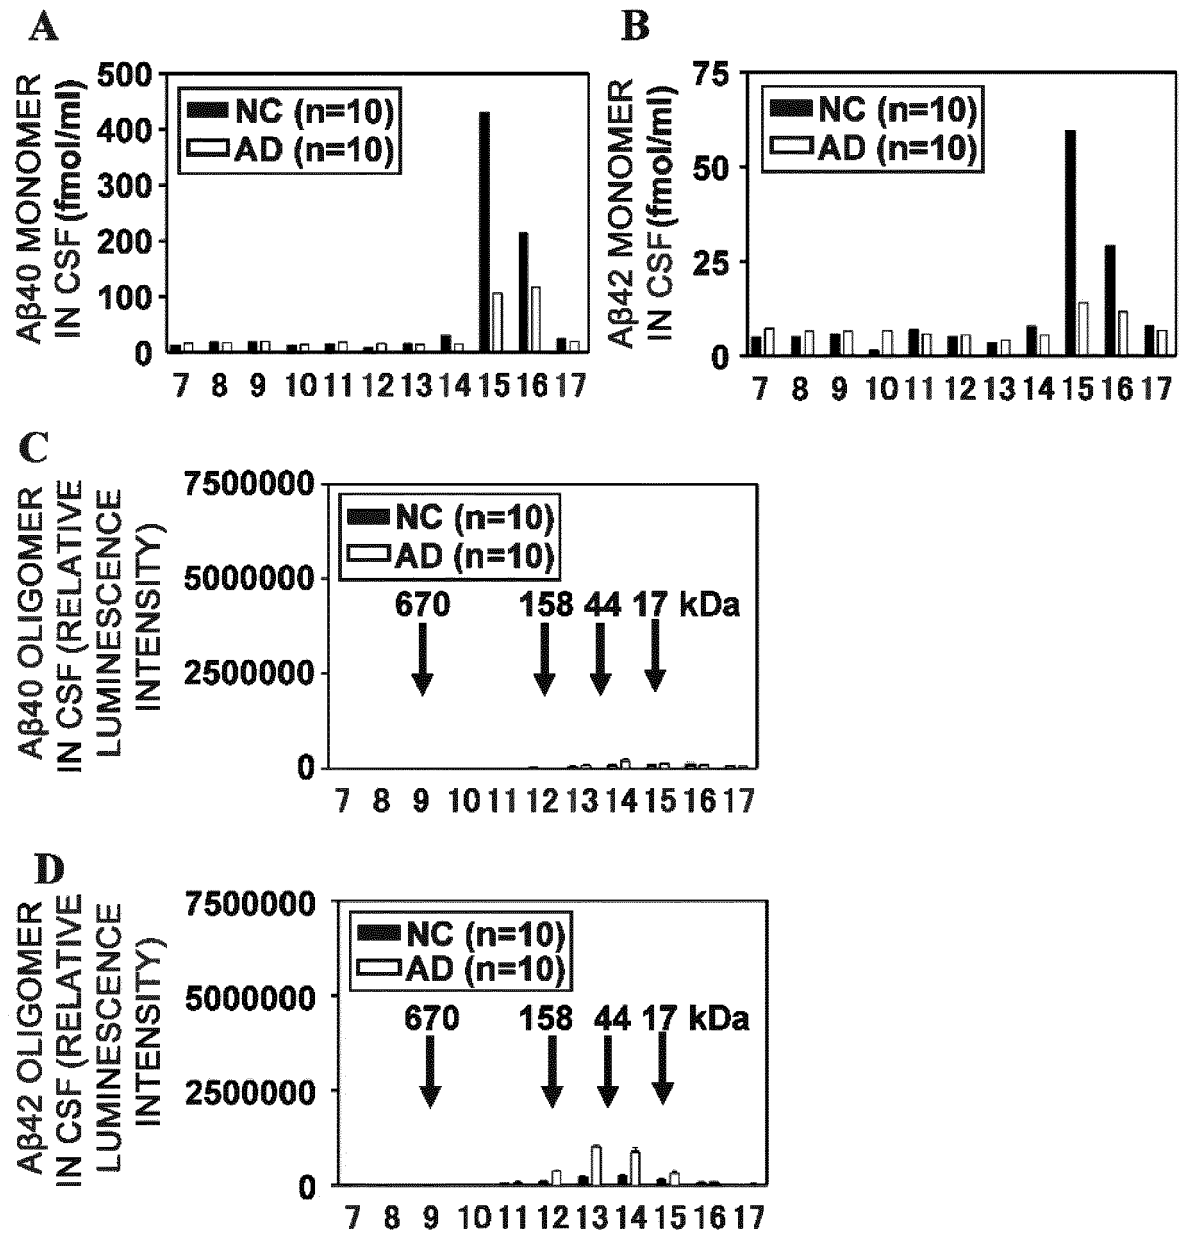 A
Aβ40 MONOMER
IN CSF (fmol/ml)
500
400
300
200
100
0
NC (n=10)
AD (n=10)
7 8 9 10 11 12 13 14 15 16 17
B
Aβ42 MONOMER
IN CSF (fmol/ml)
75
50
25
0
NC (n=10)
AD (n=10)
7 8 9 10 11 12 13 14 15 16 17
C
Aβ40 OLIGOMER
IN CSF (RELATIVE
LUMINESCENCE
INTENSITY)
7500000
5000000
2500000
0
NC (n=10)
AD (n=10)
670 158 44 17 kDa
7 8 9 10 11 12 13 14 15 16 17
D
Aβ42 OLIGOMER
IN CSF (RELATIVE
LUMINESCENCE
INTENSITY)
7500000
5000000
2500000
0
NC (n=10)
AD (n=10)
670 158 44 17 kDa
7 8 9 10 11 12 13 14 15 16 17